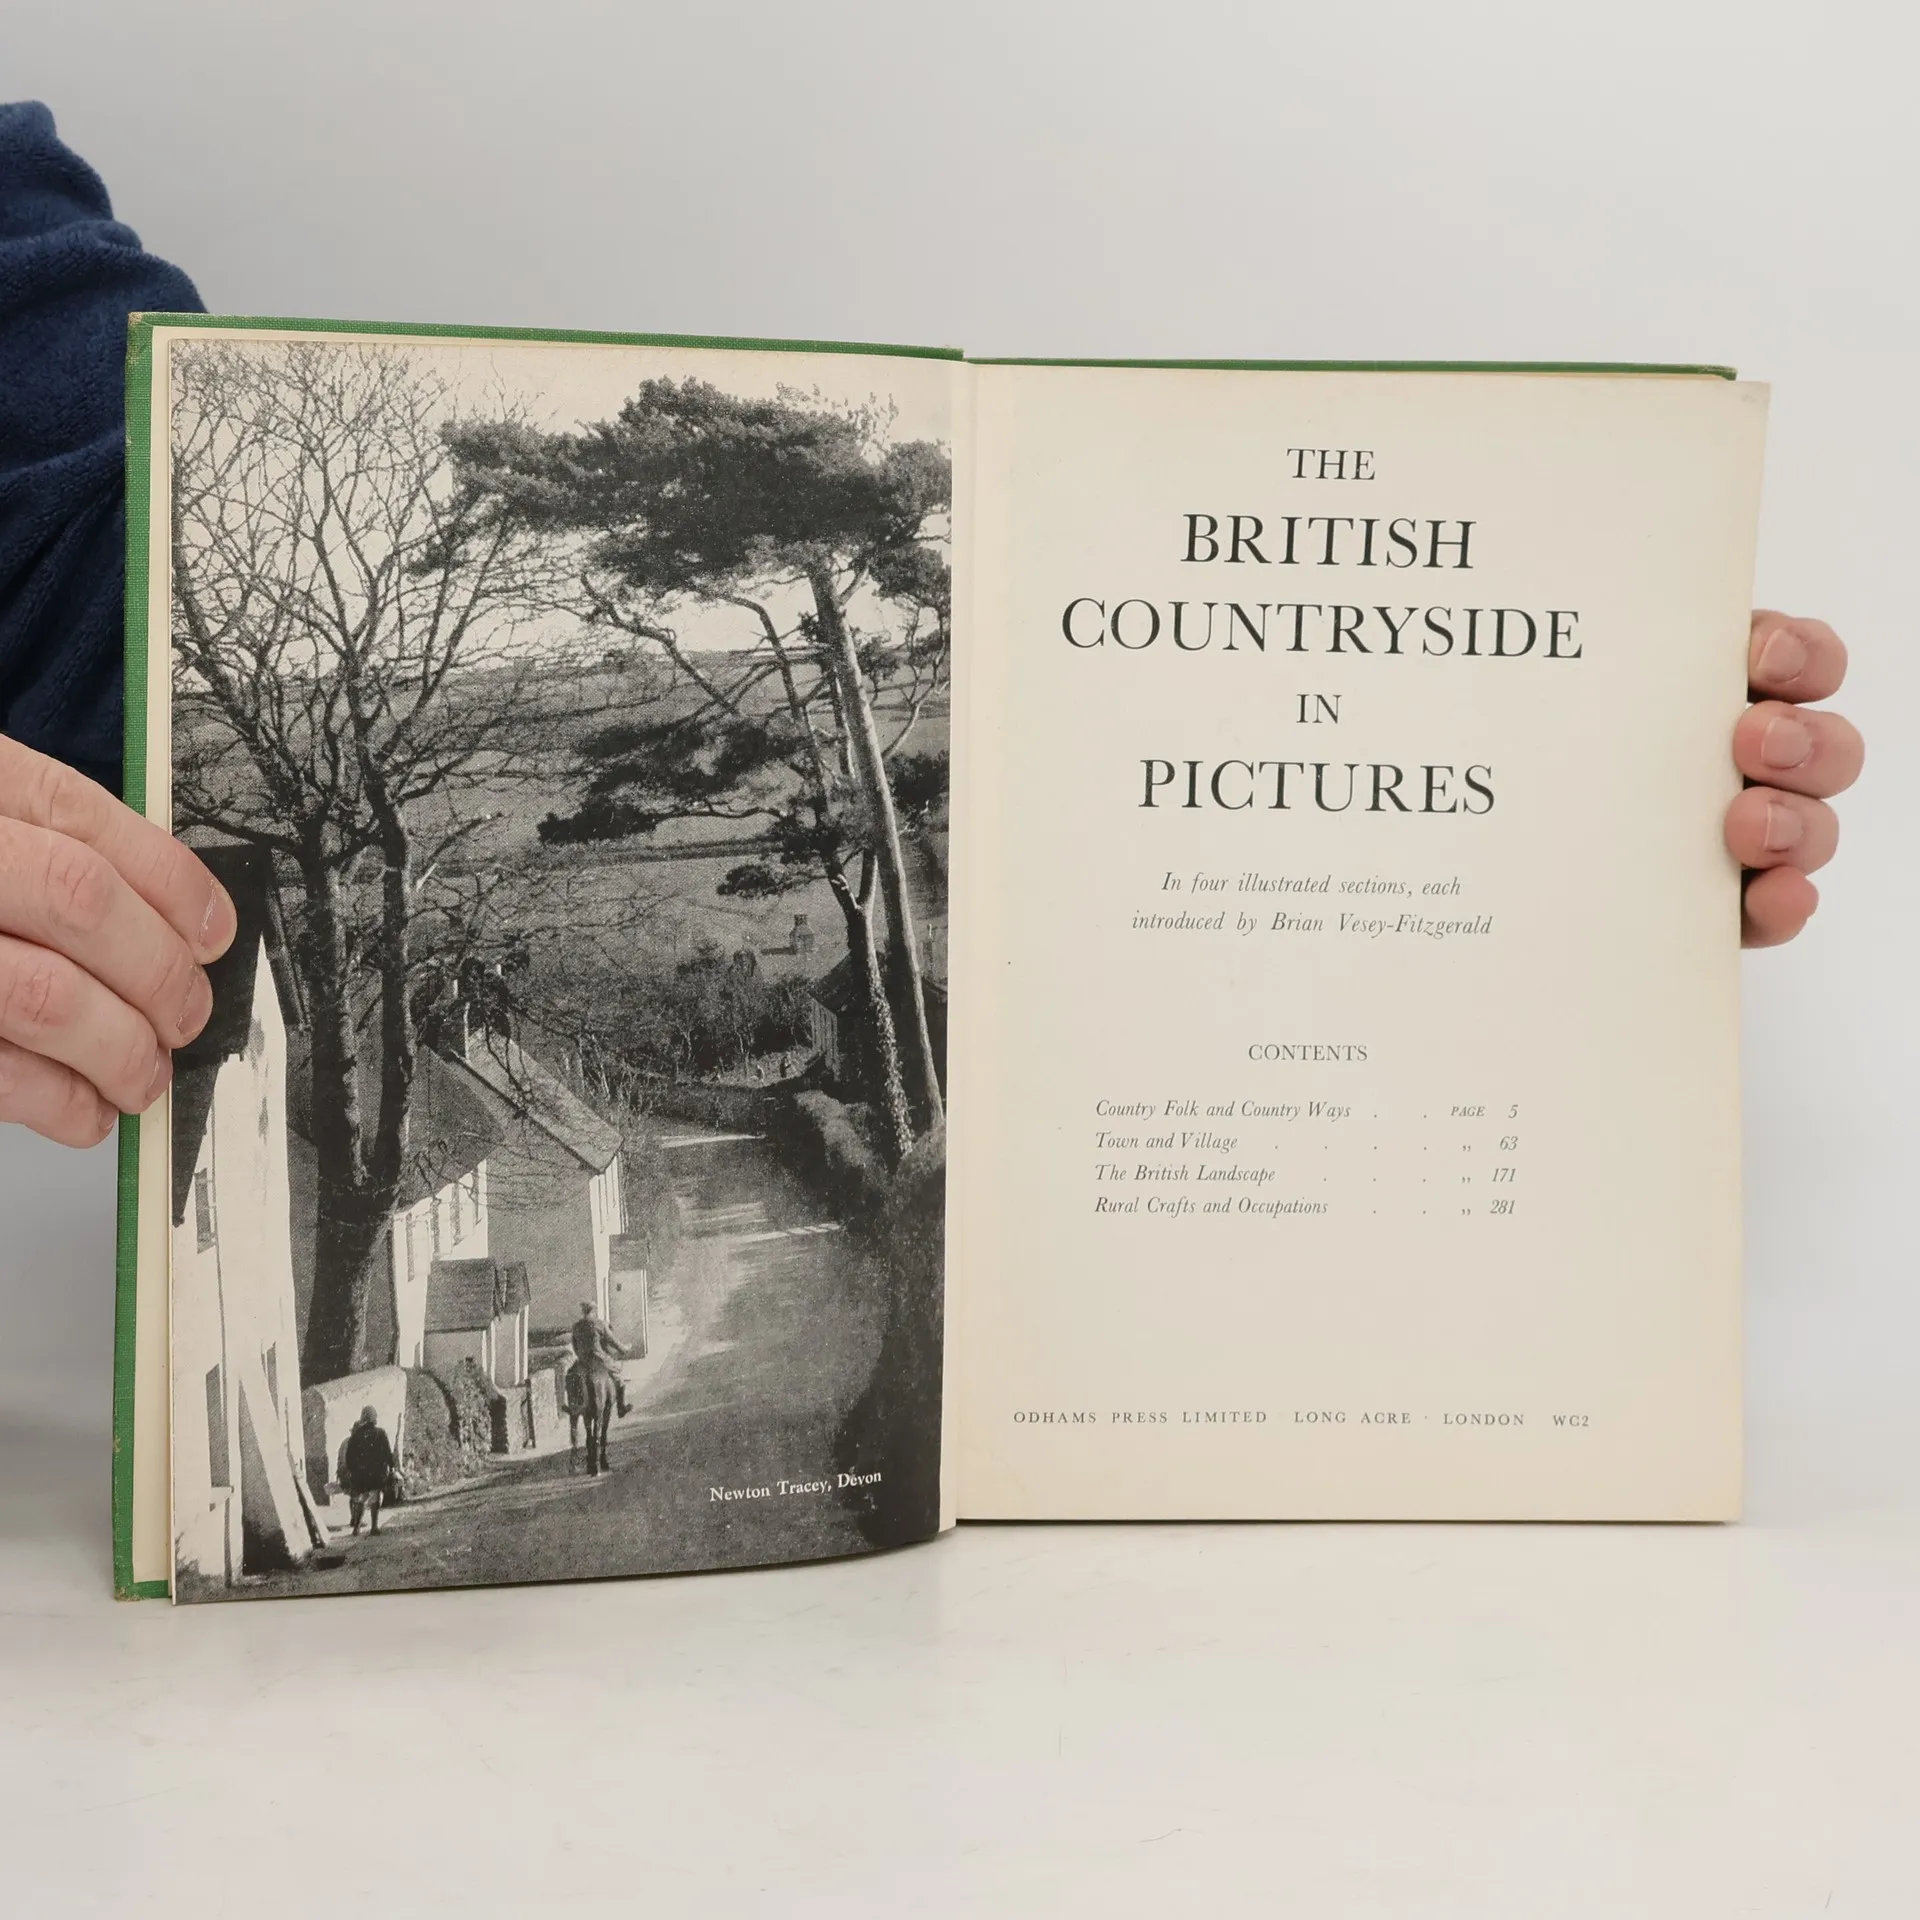 Newton Tracey, Devon
THE
BRITISH
COUNTRYSIDE
IN
PICTURES
In four illustrated sections, each
introduced by Brian Vesey-Fitzgerald
CONTENTS
Country Folk and Country Ways . . PAGE 5
Town and Village . . . . ,, 63
The British Landscape . . . ,, 171
Rural Crafts and Occupations . . ,, 281
ODHAMS PRESS LIMITED · LONG ACRE · LONDON WC2